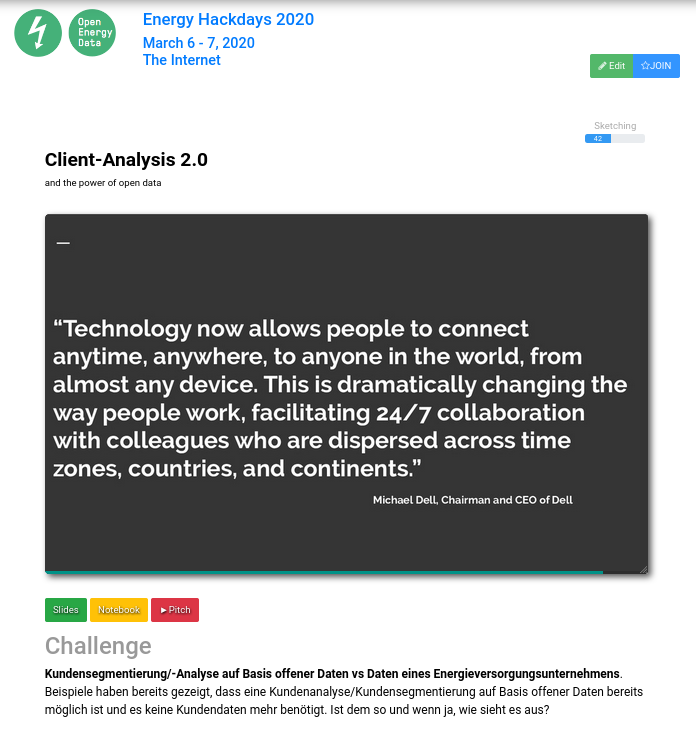 Open
Energy
Data
Energy Hackdays 2020
March 6 - 7, 2020
The Internet
Edit
JOIN
Sketching
42
Client-Analysis 2.0
and the power of open data
—
“Technology now allows people to connect
anytime, anywhere, to anyone in the world, from
almost any device. This is dramatically changing the
way people work, facilitating 24/7 collaboration
with colleagues who are dispersed across time
zones, countries, and continents.”
Michael Dell, Chairman and CEO of Dell
Slides
Notebook
Pitch
Challenge
Kundensegmentierung/-Analyse auf Basis offener Daten vs Daten eines Energieversorgungsunternehmens.
Beispiele haben bereits gezeigt, dass eine Kundenanalyse/Kundensegmentierung auf Basis offener Daten bereits
möglich ist und es keine Kundendaten mehr benötigt. Ist dem so und wenn ja, wie sieht es aus?